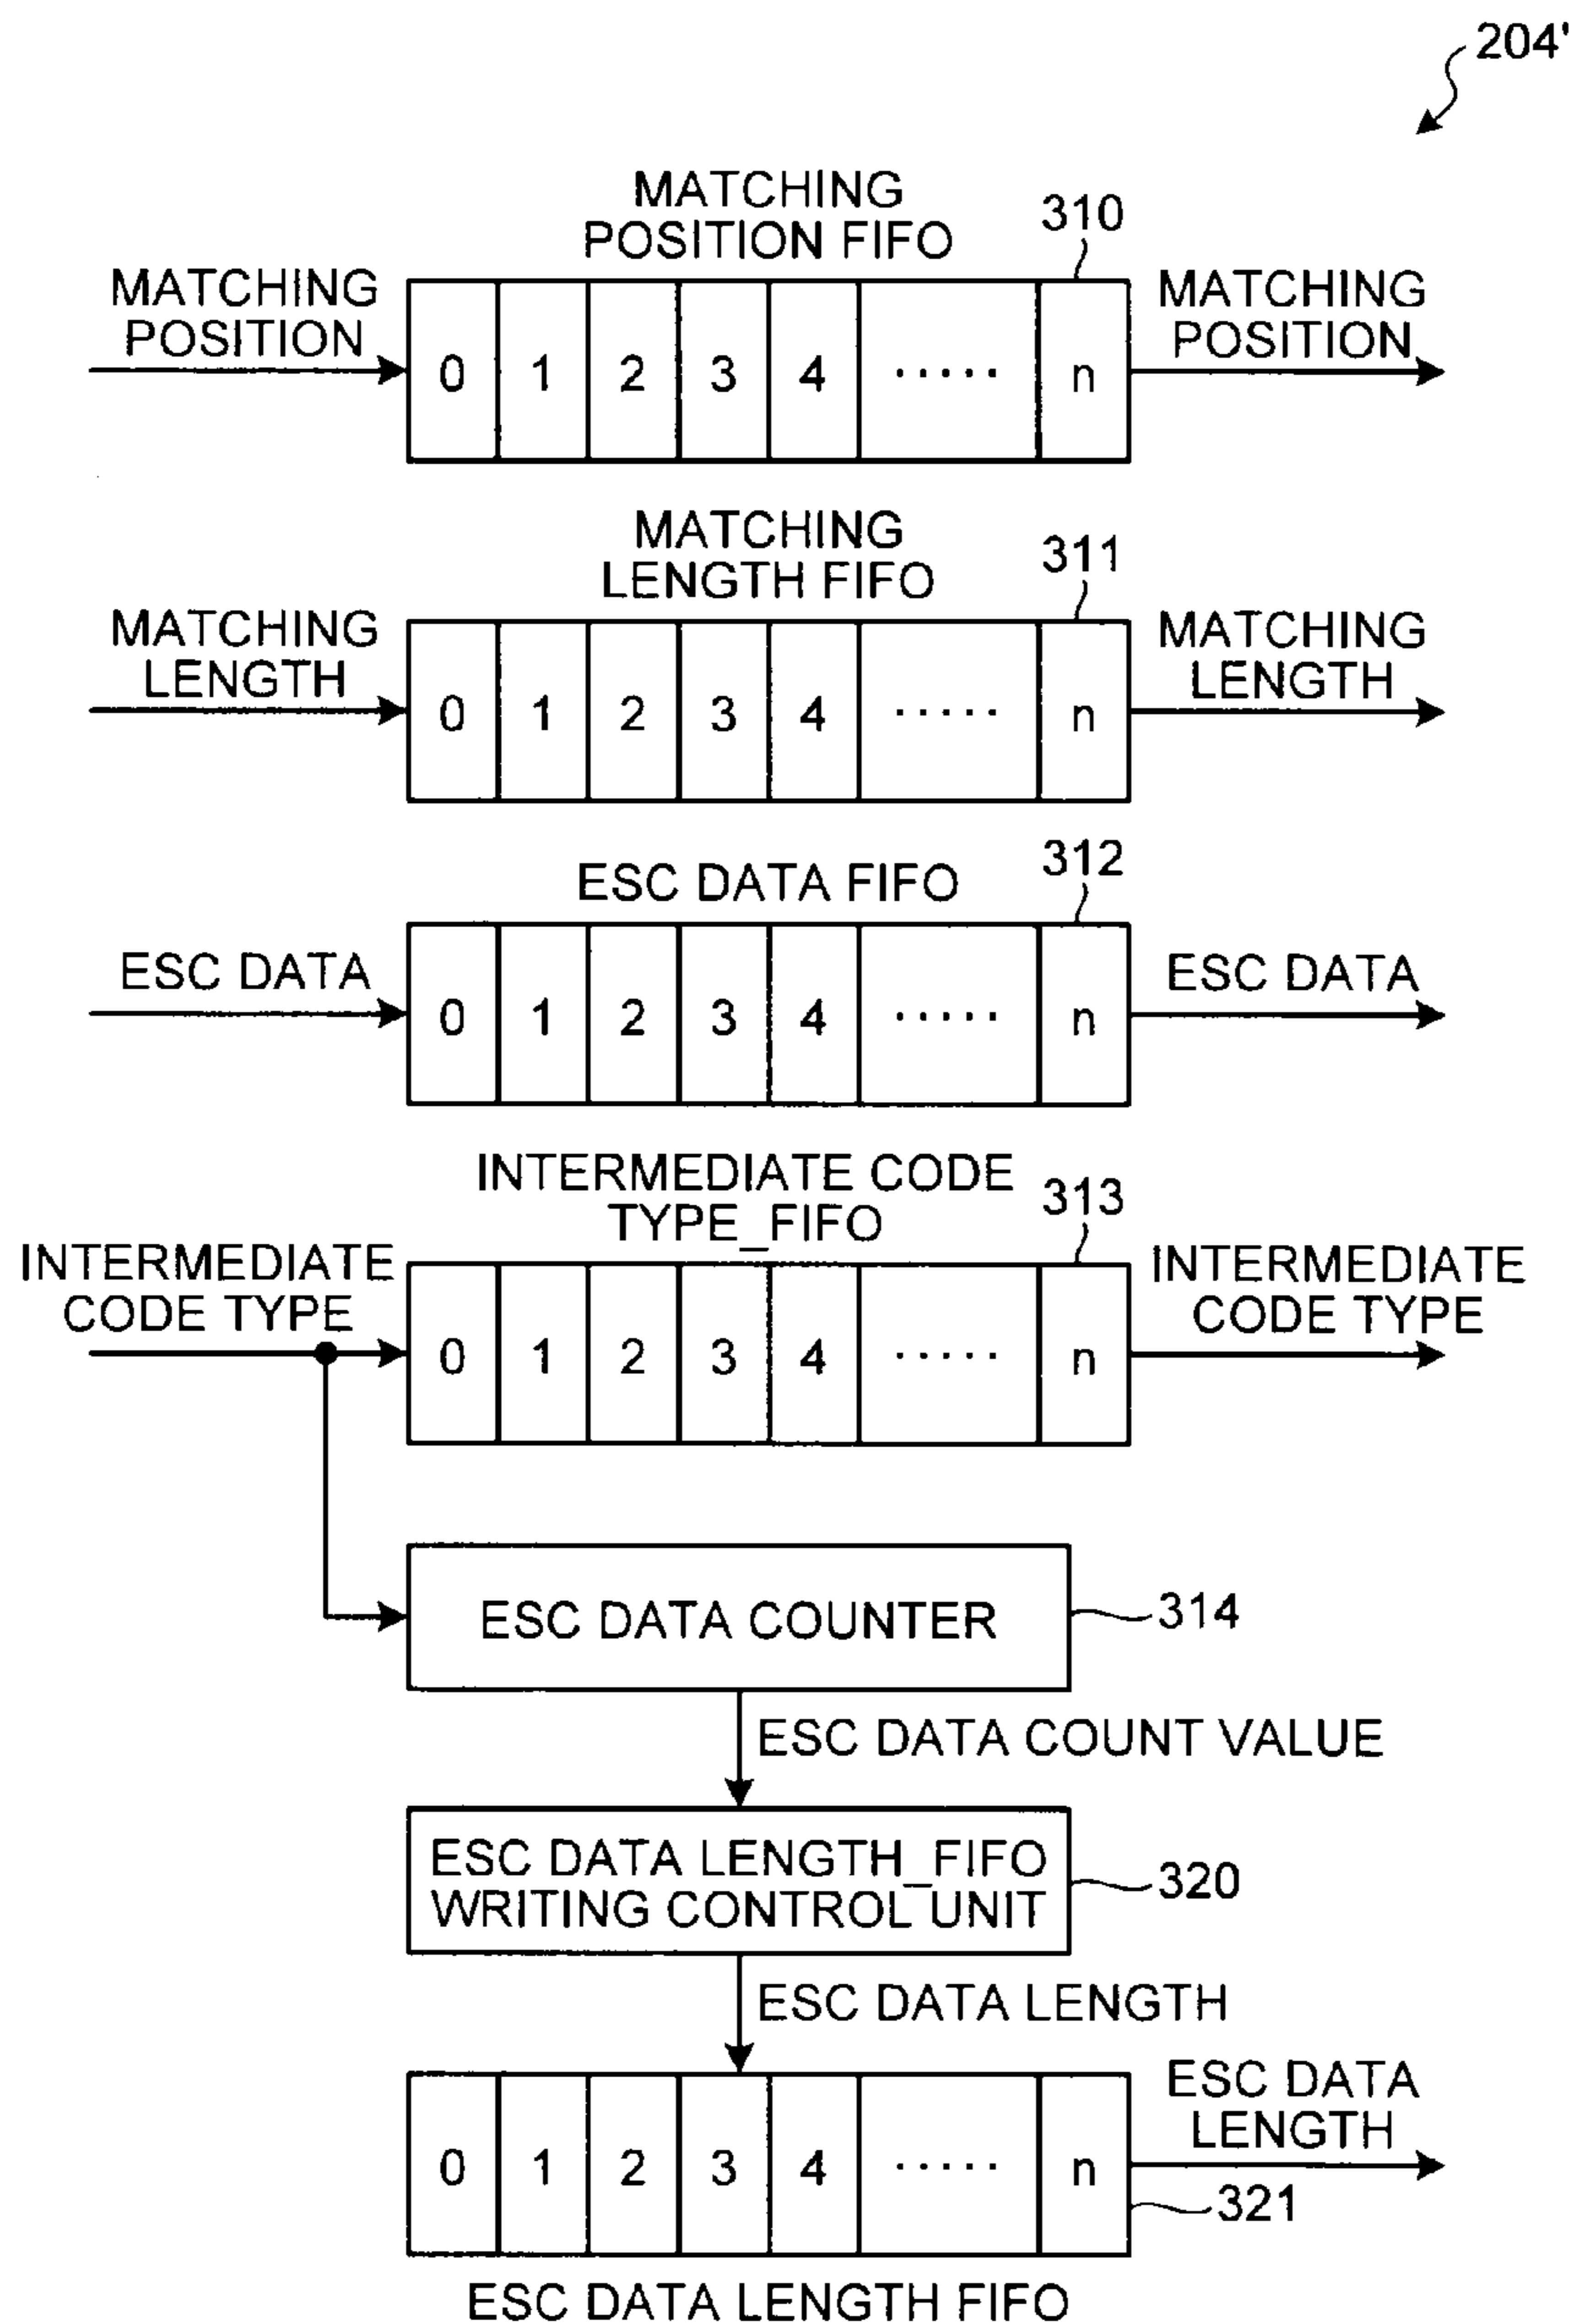 204'
MATCHING
POSITION FIFO
310
MATCHING
POSITION
0 1 2 3 4 ····· n
MATCHING
POSITION
MATCHING
LENGTH FIFO
311
MATCHING
LENGTH
0 1 2 3 4 ····· n
MATCHING
LENGTH
ESC DATA FIFO
312
ESC DATA
0 1 2 3 4 ····· n
ESC DATA
INTERMEDIATE CODE
TYPE_FIFO
313
INTERMEDIATE
CODE TYPE
0 1 2 3 4 ····· n
INTERMEDIATE
CODE TYPE
ESC DATA COUNTER
314
ESC DATA COUNT VALUE
ESC DATA LENGTH_FIFO
WRITING CONTROL UNIT
320
ESC DATA LENGTH
0 1 2 3 4 ····· n
ESC DATA
LENGTH
321
ESC DATA LENGTH FIFO